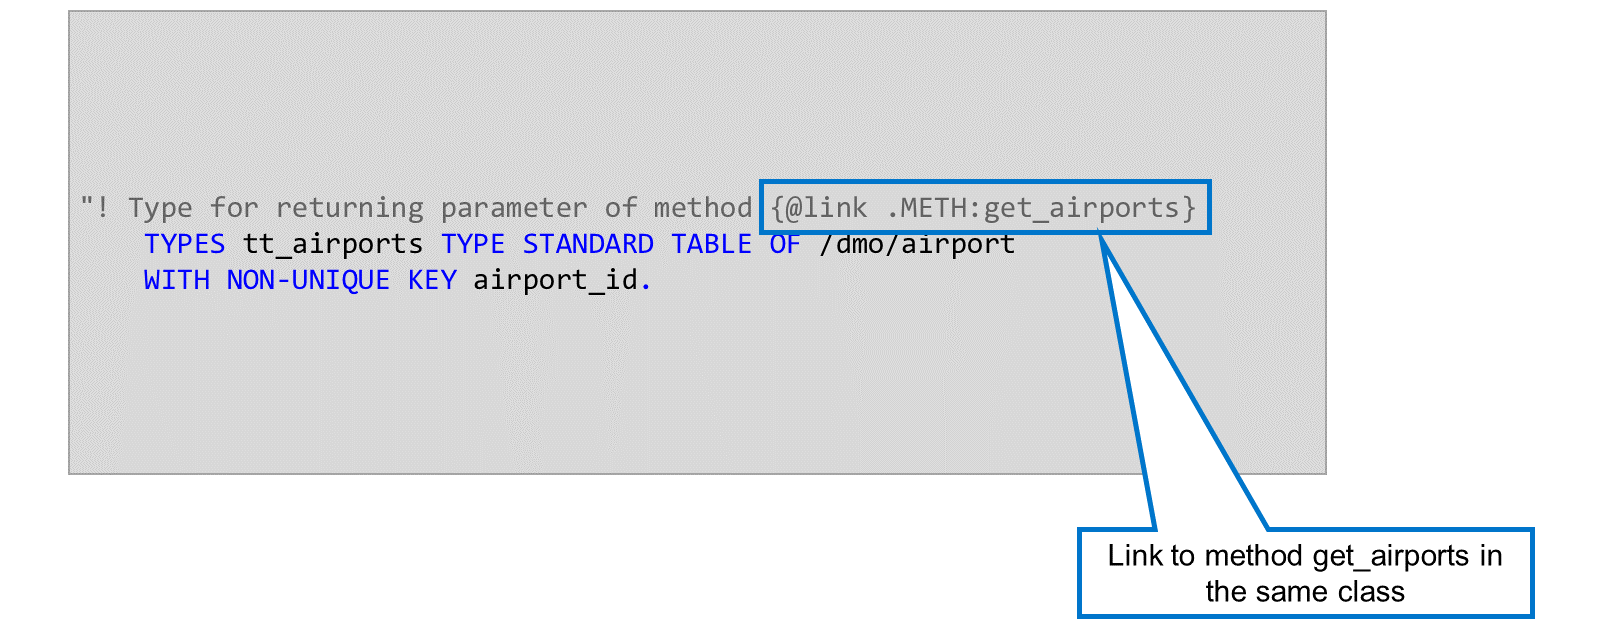 "! Type for returning parameter of method {@link .METH:get_airports}
TYPES tt_airports TYPE STANDARD TABLE OF /dmo/airport
WITH NON-UNIQUE KEY airport_id.
Link to method get_airports in
the same class